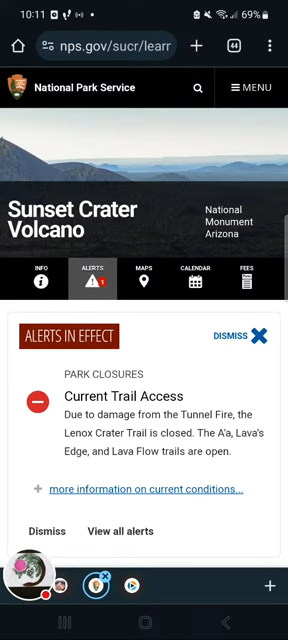 10:11
69%
nps.gov/sucr/learr
44
National Park Service
MENU
Sunset Crater
Volcano
National
Monument
Arizona
INFO
ALERTS
1
MAPS
CALENDAR
FEES
ALERTS IN EFFECT
DISMISS
PARK CLOSURES
Current Trail Access
Due to damage from the Tunnel Fire, the
Lenox Crater Trail is closed. The A'a, Lava's
Edge, and Lava Flow trails are open.
more information on current conditions...
Dismiss
View all alerts